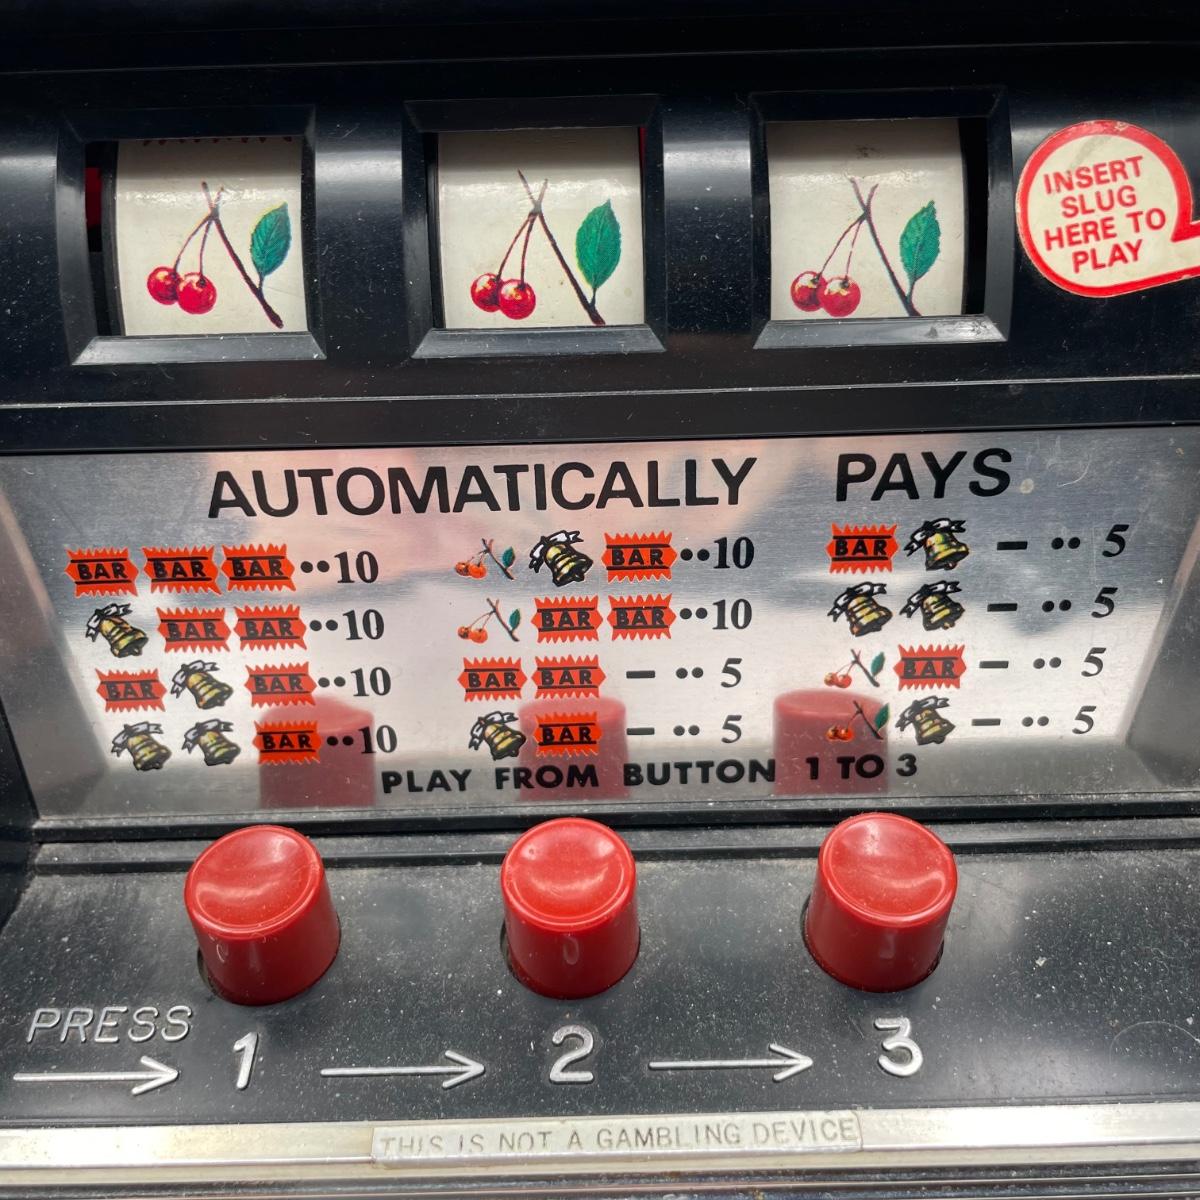 INSERT
SLUG
HERE TO
PLAY
AUTOMATICALLY PAYS
BAR BAR BAR ··10
BAR BAR ··10
BAR BAR ··10
BAR ··10
BAR ··10
BAR BAR ··10
BAR BAR – ·· 5
BAR – ·· 5
BAR – ·· 5
– ·· 5
BAR – ·· 5
– ·· 5
PLAY FROM BUTTON 1 TO 3
PRESS
1 2 3
THIS IS NOT A GAMBLING DEVICE